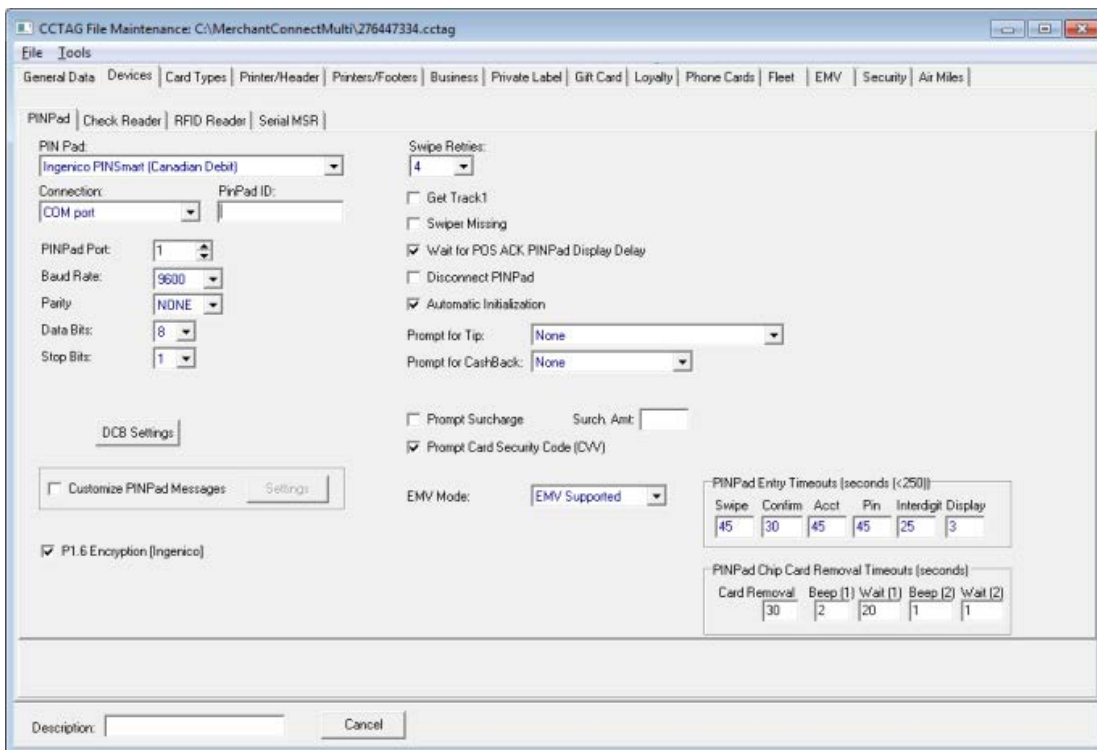 CCTAG File Maintenance: C:\MerchantConnectMulti\276447334.cctag
File Tools
General Data Devices Card Types Printer/Header Printers/Footers Business Private Label Gift Card Loyalty Phone Cards Fleet EMV Security Air Miles
PINPad Check Reader RFID Reader Serial MSR
PIN Pad:
Ingenico PINSmart (Canadian Debit)
Connection: PinPad ID:
COM port
PINPad Port: 1
Baud Rate: 9600
Parity NONE
Data Bits: 8
Stop Bits: 1
DCB Settings
Customize PINPad Messages Settings
P1.6 Encryption (Ingenico)
Swipe Retries:
4
Get Track1
Swiper Missing
Wait for POS ACK PINPad Display Delay
Disconnect PINPad
Automatic Initialization
Prompt for Tip: None
Prompt for CashBack: None
Prompt Surcharge Surch. Amt:
Prompt Card Security Code (CVV)
EMV Mode: EMV Supported
PINPad Entry Timeouts (seconds (<250))
Swipe Confirm Acct Pin Interdigit Display
45 30 45 45 25 3
PINPad Chip Card Removal Timeouts (seconds)
Card Removal Beep (1) Wait (1) Beep (2) Wait (2)
30 2 20 1 1
Description: Cancel